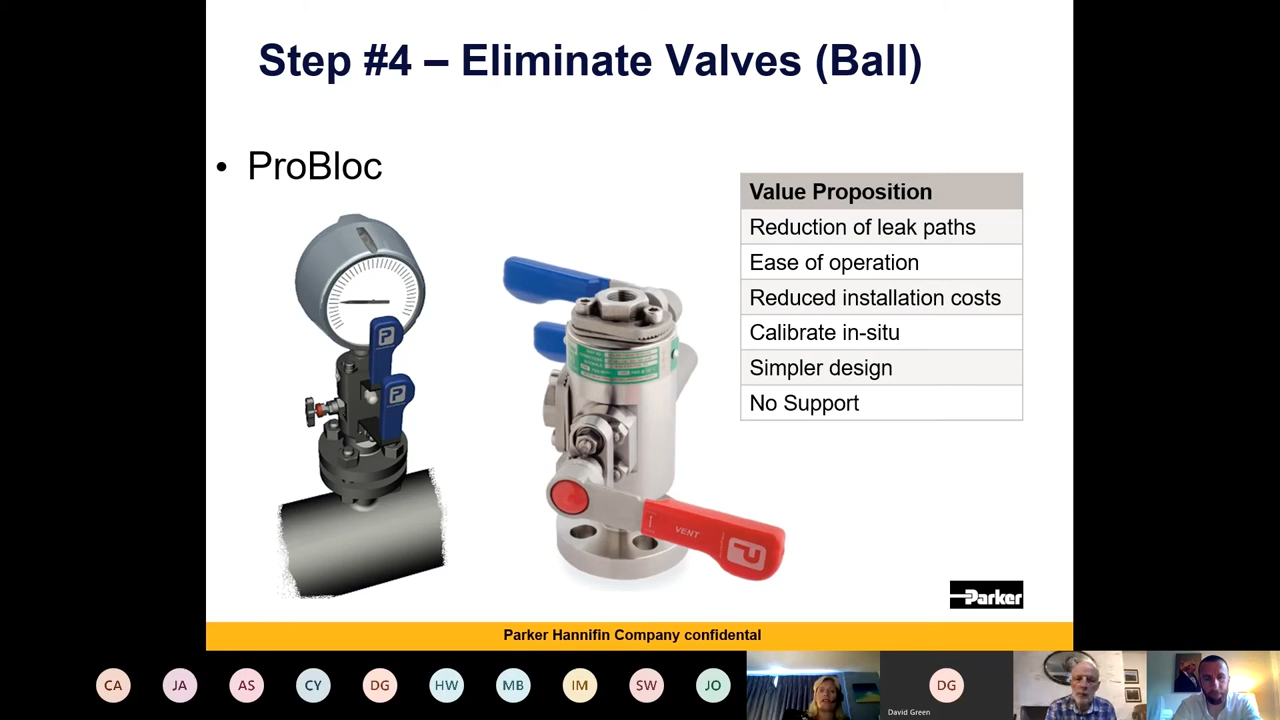 Step #4 – Eliminate Valves (Ball)
• ProBloc
Value Proposition
Reduction of leak paths
Ease of operation
Reduced installation costs
Calibrate in-situ
Simpler design
No Support
VENT
Parker
Parker Hannifin Company confidental
CA JA AS CY DG HW MB IM SW JO DG
David Green